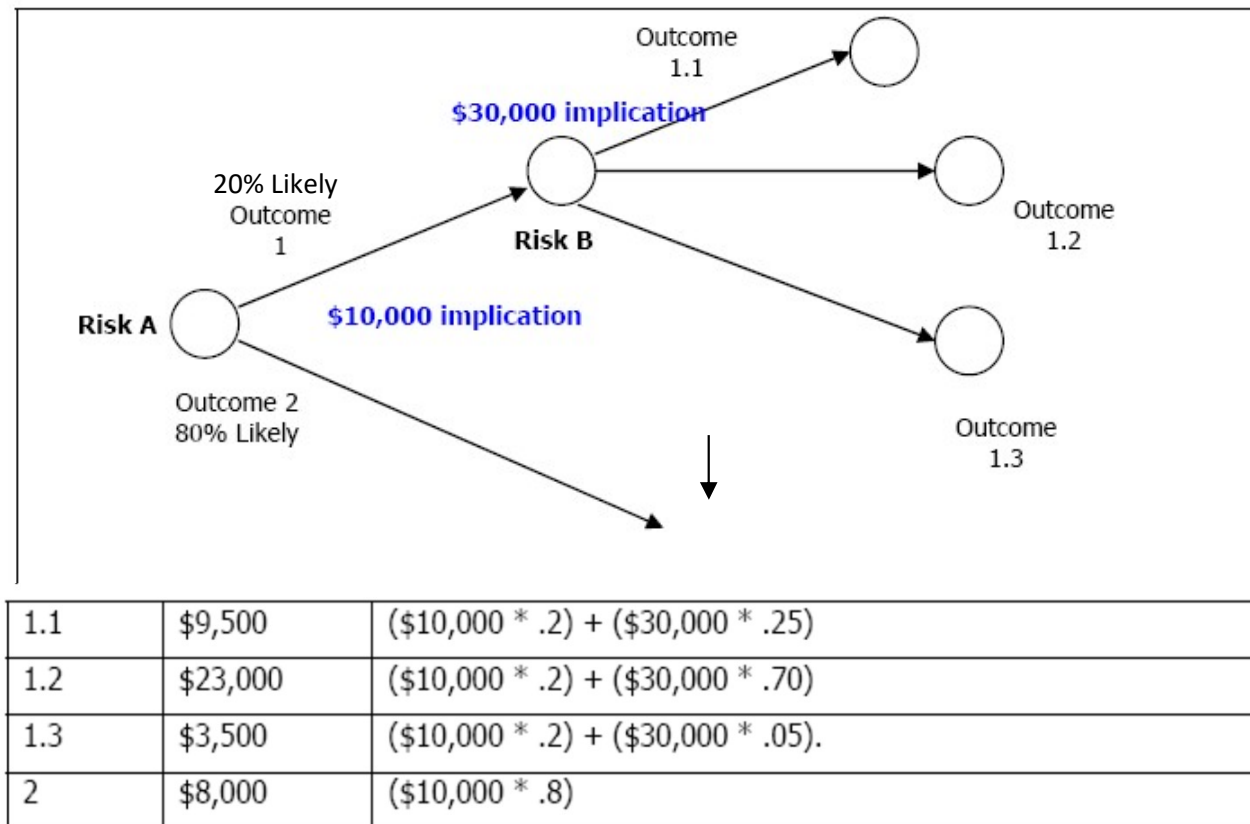 Outcome
1.1
$30,000 implication
20% Likely
Outcome
1
Risk B
Outcome
1.2
Risk A
$10,000 implication
Outcome 2
80% Likely
Outcome
1.3
1.1 $9,500 ($10,000 * .2) + ($30,000 * .25)
1.2 $23,000 ($10,000 * .2) + ($30,000 * .70)
1.3 $3,500 ($10,000 * .2) + ($30,000 * .05).
2 $8,000 ($10,000 * .8)